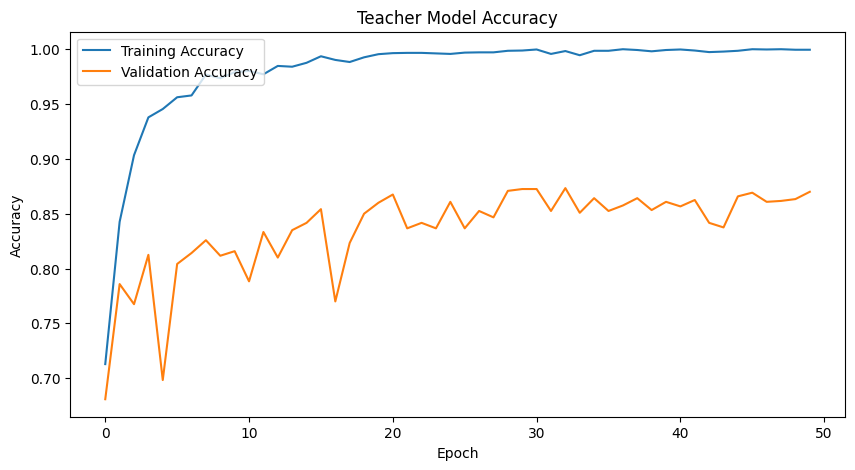 Teacher Model Accuracy
Training Accuracy
Validation Accuracy
1.00
0.95
0.90
0.85
0.80
0.75
0.70
Accuracy
0
10
20
30
40
50
Epoch